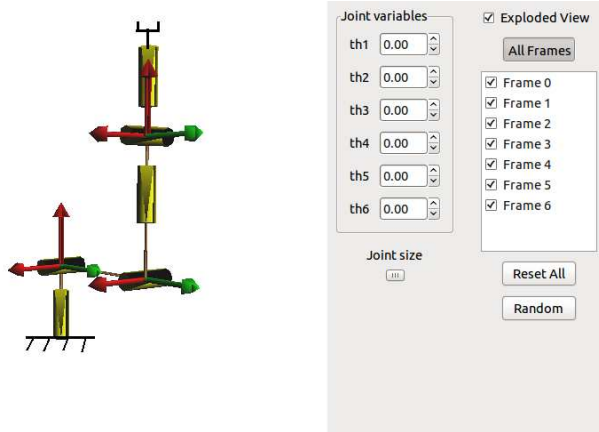 Joint variables
th1 0.00
th2 0.00
th3 0.00
th4 0.00
th5 0.00
th6 0.00
Joint size
Exploded View
All Frames
Frame 0
Frame 1
Frame 2
Frame 3
Frame 4
Frame 5
Frame 6
Reset All
Random